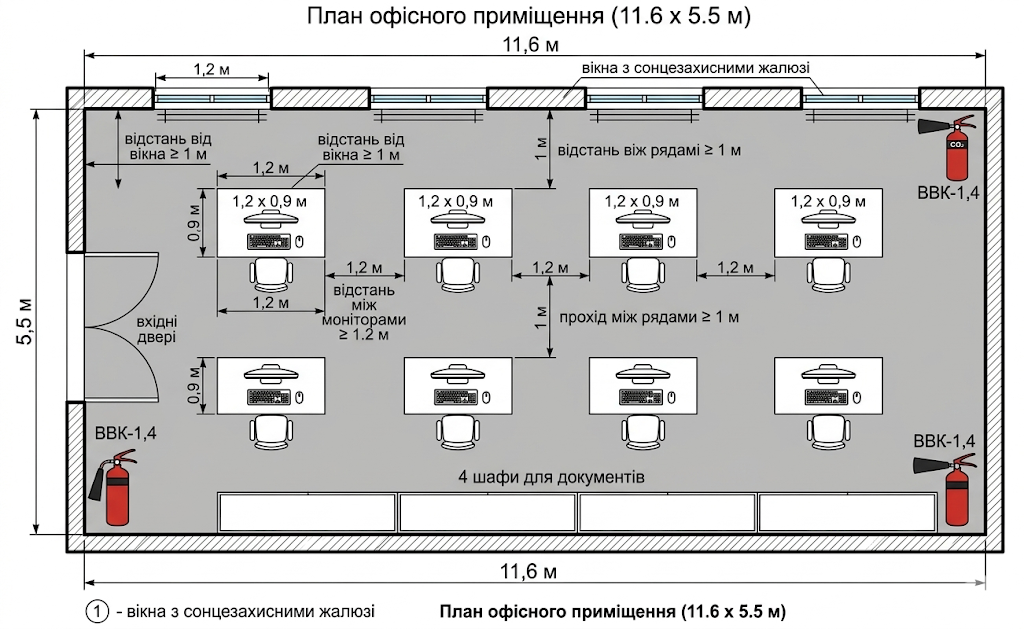 План офісного приміщення (11.6 х 5.5 м)
11,6 м
вікна з сонцезахисними жалюзі
1,2 м
відстань від
вікна ≥ 1 м
відстань від
вікна ≥ 1 м
1 м
відстань віж рядамі ≥ 1 м
CO₂
ВВК-1,4
1,2 м
0,9 м
1,2 х 0,9 м
1,2 х 0,9 м
1,2 х 0,9 м
1,2 х 0,9 м
1,2 м
1,2 м
1,2 м
1,2 м
відстань
між
моніторами
≥ 1.2 м
1 м
прохід між рядами ≥ 1 м
5,5 м
вхідні
двері
0,9 м
ВВК-1,4
ВВК-1,4
4 шафи для документів
11,6 м
1 - вікна з сонцезахисними жалюзі
План офісного приміщення (11.6 х 5.5 м)